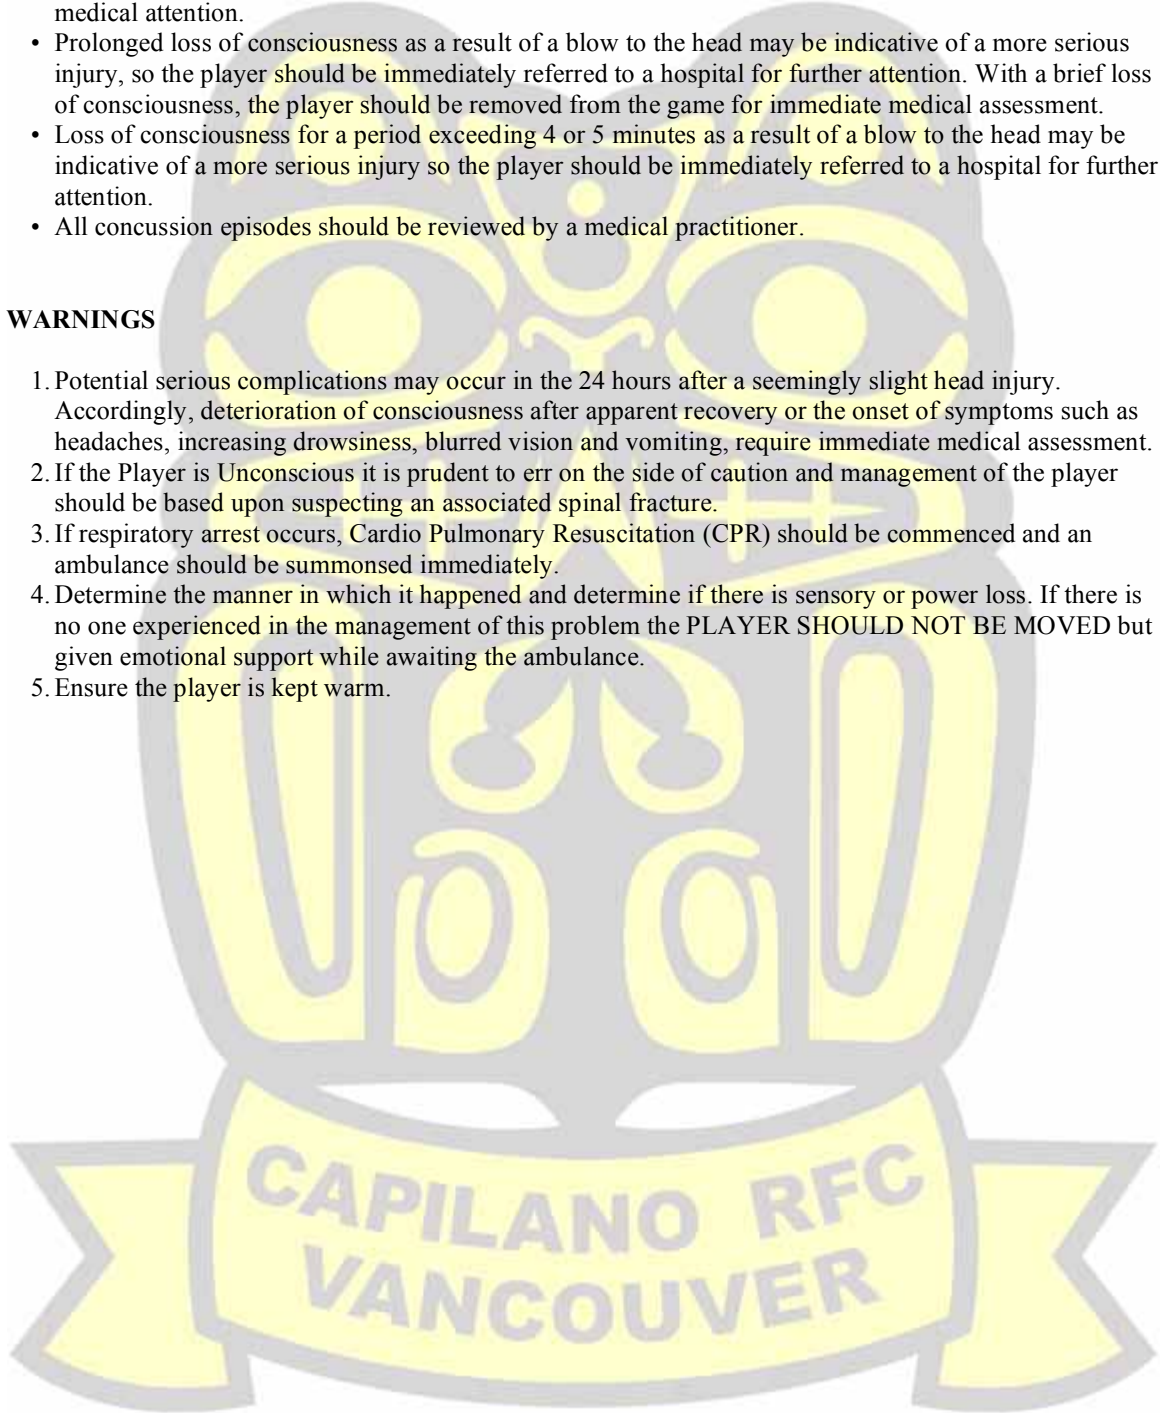 medical attention.
• Prolonged loss of consciousness as a result of a blow to the head may be indicative of a more serious
injury, so the player should be immediately referred to a hospital for further attention. With a brief loss
of consciousness, the player should be removed from the game for immediate medical assessment.
• Loss of consciousness for a period exceeding 4 or 5 minutes as a result of a blow to the head may be
indicative of a more serious injury so the player should be immediately referred to a hospital for further
attention.
• All concussion episodes should be reviewed by a medical practitioner.
WARNINGS
1. Potential serious complications may occur in the 24 hours after a seemingly slight head injury.
Accordingly, deterioration of consciousness after apparent recovery or the onset of symptoms such as
headaches, increasing drowsiness, blurred vision and vomiting, require immediate medical assessment.
2. If the Player is Unconscious it is prudent to err on the side of caution and management of the player
should be based upon suspecting an associated spinal fracture.
3. If respiratory arrest occurs, Cardio Pulmonary Resuscitation (CPR) should be commenced and an
ambulance should be summonsed immediately.
4. Determine the manner in which it happened and determine if there is sensory or power loss. If there is
no one experienced in the management of this problem the PLAYER SHOULD NOT BE MOVED but
given emotional support while awaiting the ambulance.
5. Ensure the player is kept warm.
CAPILANO RFC
VANCOUVER